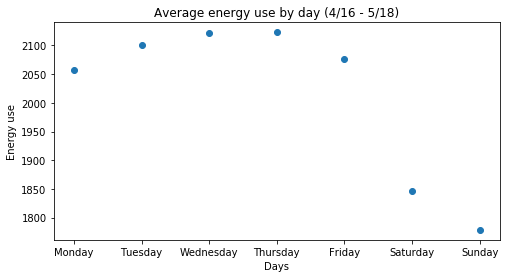 Average energy use by day (4/16 - 5/18)
Energy use
2100
2050
2000
1950
1900
1850
1800
Monday Tuesday Wednesday Thursday Friday Saturday Sunday
Days